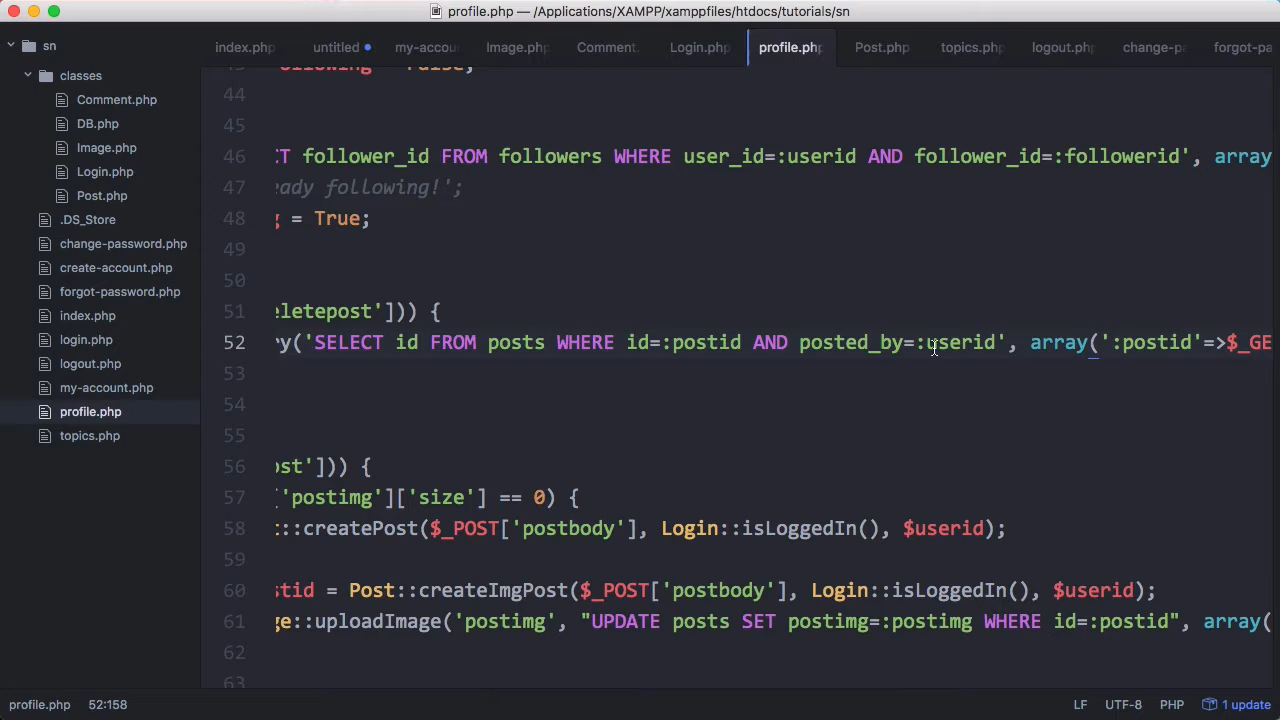 profile.php — /Applications/XAMPP/xamppfiles/htdocs/tutorials/sn
sn
classes
Comment.php
DB.php
Image.php
Login.php
Post.php
.DS_Store
change-password.php
create-account.php
forgot-password.php
index.php
login.php
logout.php
my-account.php
profile.php
topics.php
index.php untitled my-accou Image.php Comment. Login.php profile.php Post.php topics.php logout.php change-pa forgot-pa
44
45
46 CT follower_id FROM followers WHERE user_id=:userid AND follower_id=:followerid', array
47 eady following!';
48 g = True;
49
50
51 eletepost'])) {
52 ry('SELECT id FROM posts WHERE id=:postid AND posted_by=:userid', array(':postid'=>$_GE
53
54
55
56 ost'])) {
57 ['postimg']['size'] == 0) {
58 t::createPost($_POST['postbody'], Login::isLoggedIn(), $userid);
59
60 stid = Post::createImgPost($_POST['postbody'], Login::isLoggedIn(), $userid);
61 ge::uploadImage('postimg', "UPDATE posts SET postimg=:postimg WHERE id=:postid", array(
62
63
profile.php 52:158 LF UTF-8 PHP 1 update